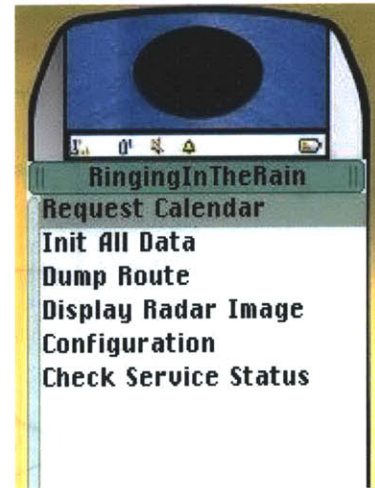 RingingInTheRain
Request Calendar
Init All Data
Dump Route
Display Radar Image
Configuration
Check Service Status